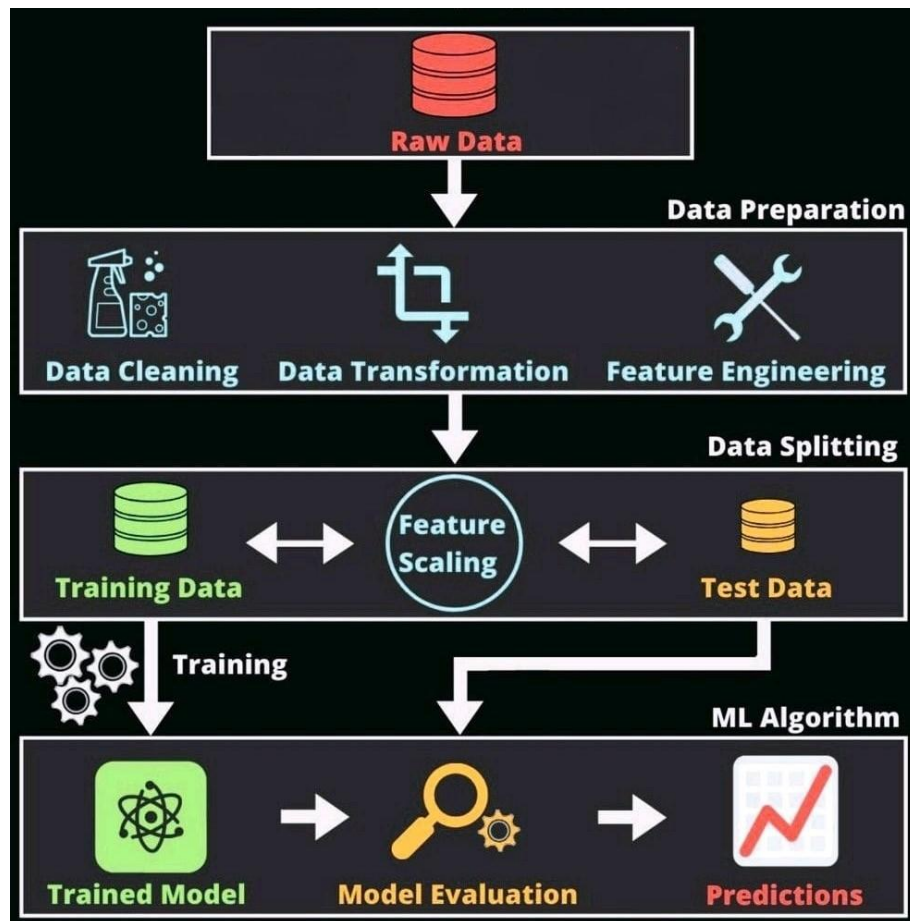 Raw Data
Data Preparation
Data Cleaning
Data Transformation
Feature Engineering
Data Splitting
Feature
Scaling
Training Data
Test Data
Training
ML Algorithm
Trained Model
Model Evaluation
Predictions